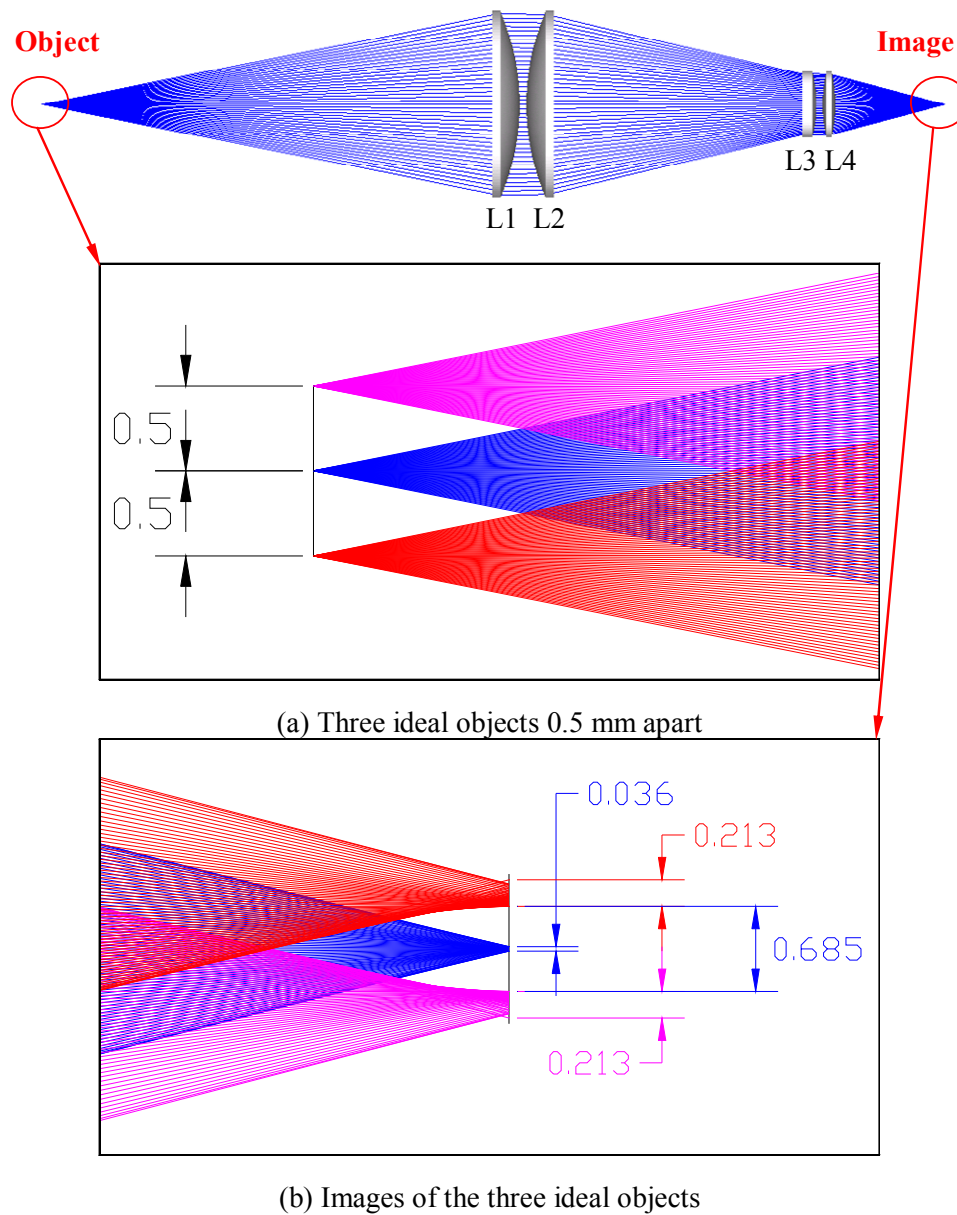 Object
Image
L1 L2
L3 L4
0.5
0.5
(a) Three ideal objects 0.5 mm apart
0.036
0.213
0.685
0.213
(b) Images of the three ideal objects